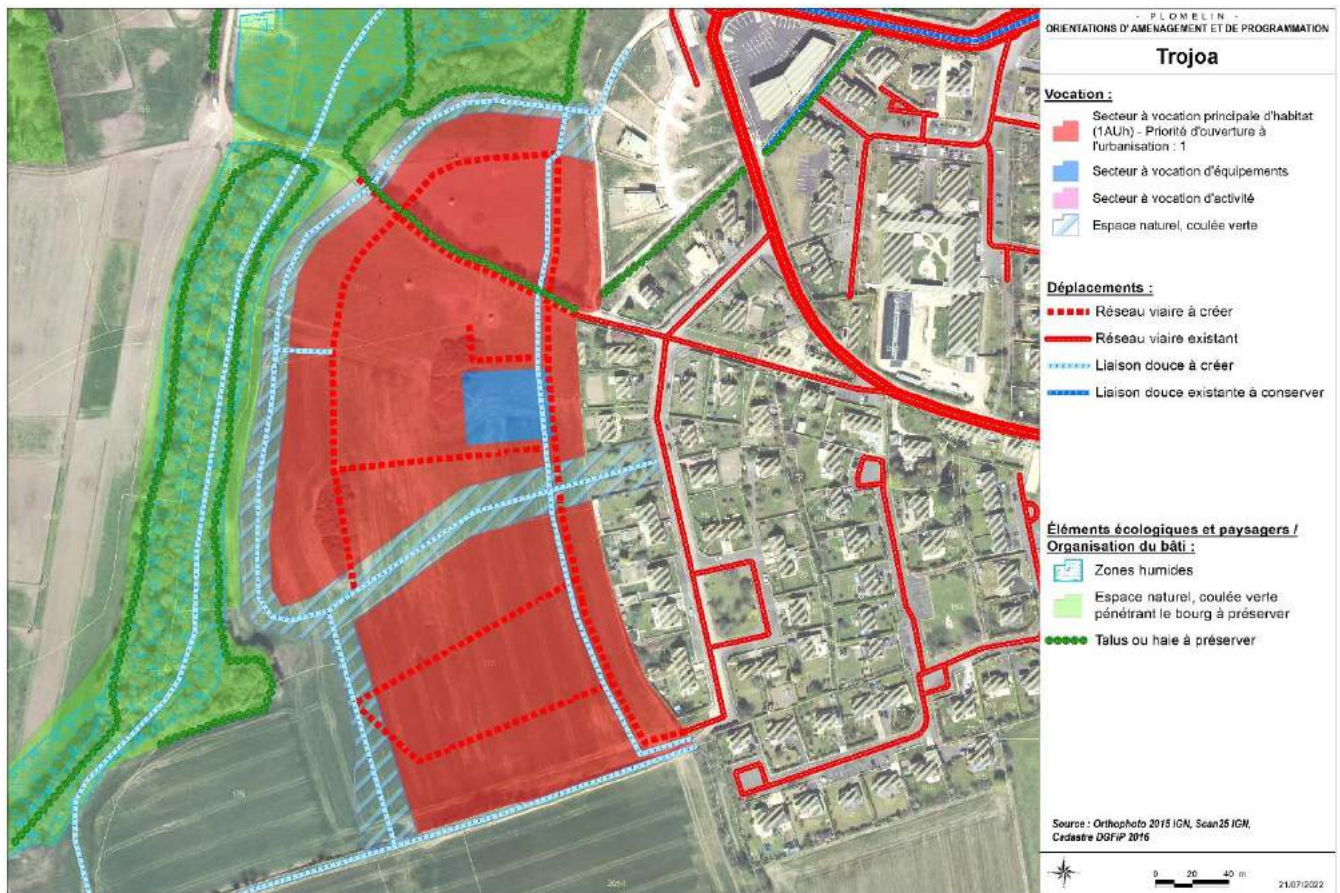 - PLOMELIN -
ORIENTATIONS D'AMENAGEMENT ET DE PROGRAMMATION
Trojoa
Vocation :
Secteur à vocation principale d'habitat
(1AUh) - Priorité d'ouverture à
l'urbanisation : 1
Secteur à vocation d'équipements
Secteur à vocation d'activité
Espace naturel, coulée verte
Déplacements :
Réseau viaire à créer
Réseau viaire existant
Liaison douce à créer
Liaison douce existante à conserver
Éléments écologiques et paysagers /
Organisation du bâti :
Zones humides
Espace naturel, coulée verte
pénétrant le bourg à préserver
Talus ou haie à préserver
Source : Orthophoto 2015 IGN, Scan25 IGN,
Cadastre DGFiP 2016
0 20 40 m
21/07/2022